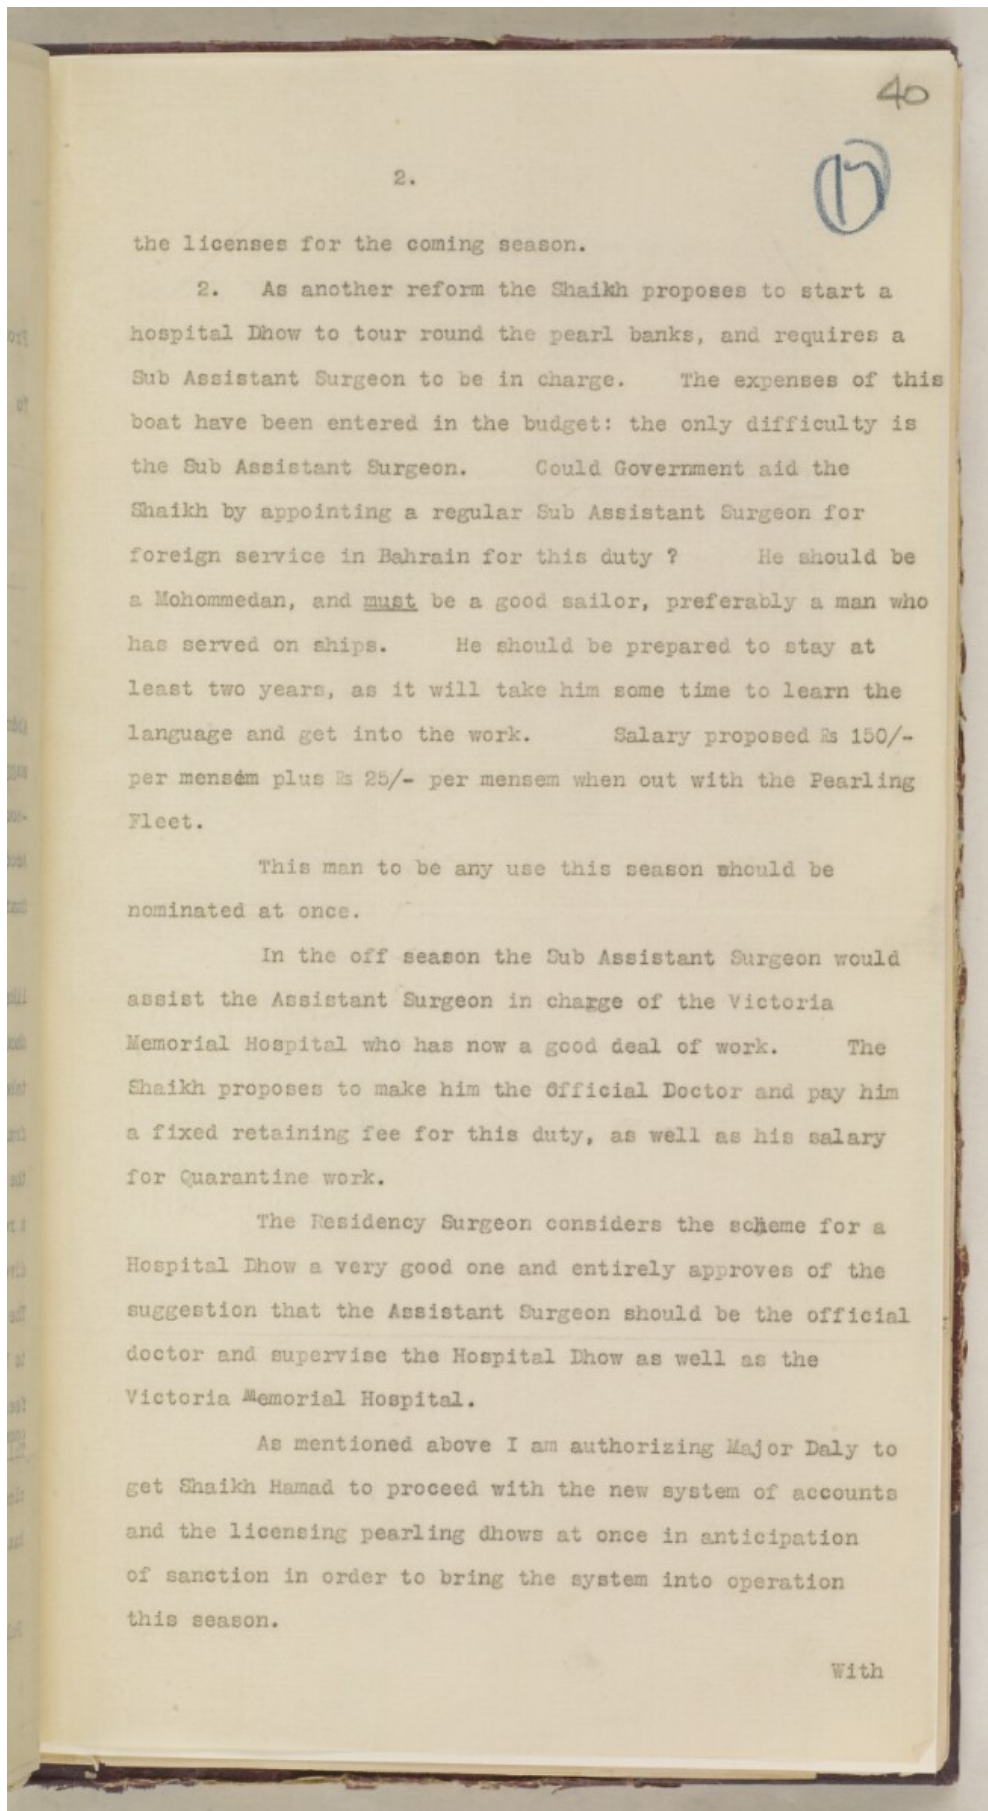 40
17
2.
the licenses for the coming season.
2. As another reform the Shaikh proposes to start a
hospital Dhow to tour round the pearl banks, and requires a
Sub Assistant Surgeon to be in charge. The expenses of this
boat have been entered in the budget: the only difficulty is
the Sub Assistant Surgeon. Could Government aid the
Shaikh by appointing a regular Sub Assistant Surgeon for
foreign service in Bahrain for this duty ? He should be
a Mohommedan, and must be a good sailor, preferably a man who
has served on ships. He should be prepared to stay at
least two years, as it will take him some time to learn the
language and get into the work. Salary proposed Rs 150/-
per mensem plus Rs 25/- per mensem when out with the Pearling
Fleet.
This man to be any use this season should be
nominated at once.
In the off season the Sub Assistant Surgeon would
assist the Assistant Surgeon in charge of the Victoria
Memorial Hospital who has now a good deal of work. The
Shaikh proposes to make him the Official Doctor and pay him
a fixed retaining fee for this duty, as well as his salary
for Quarantine work.
The Residency Surgeon considers the scheme for a
Hospital Dhow a very good one and entirely approves of the
suggestion that the Assistant Surgeon should be the official
doctor and supervise the Hospital Dhow as well as the
Victoria Memorial Hospital.
As mentioned above I am authorizing Major Daly to
get Shaikh Hamad to proceed with the new system of accounts
and the licensing pearling dhows at once in anticipation
of sanction in order to bring the system into operation
this season.
With